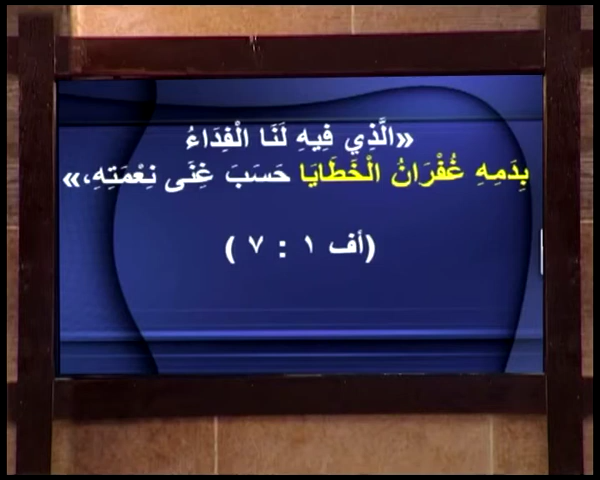 «الَّذِي فِيهِ لَنَا الْفِدَاءُ
بِدَمِهِ غُفْرَانُ الْخَطَايَا حَسَبَ غِنَى نِعْمَتِهِ،»
(أف ١ : ٧ )